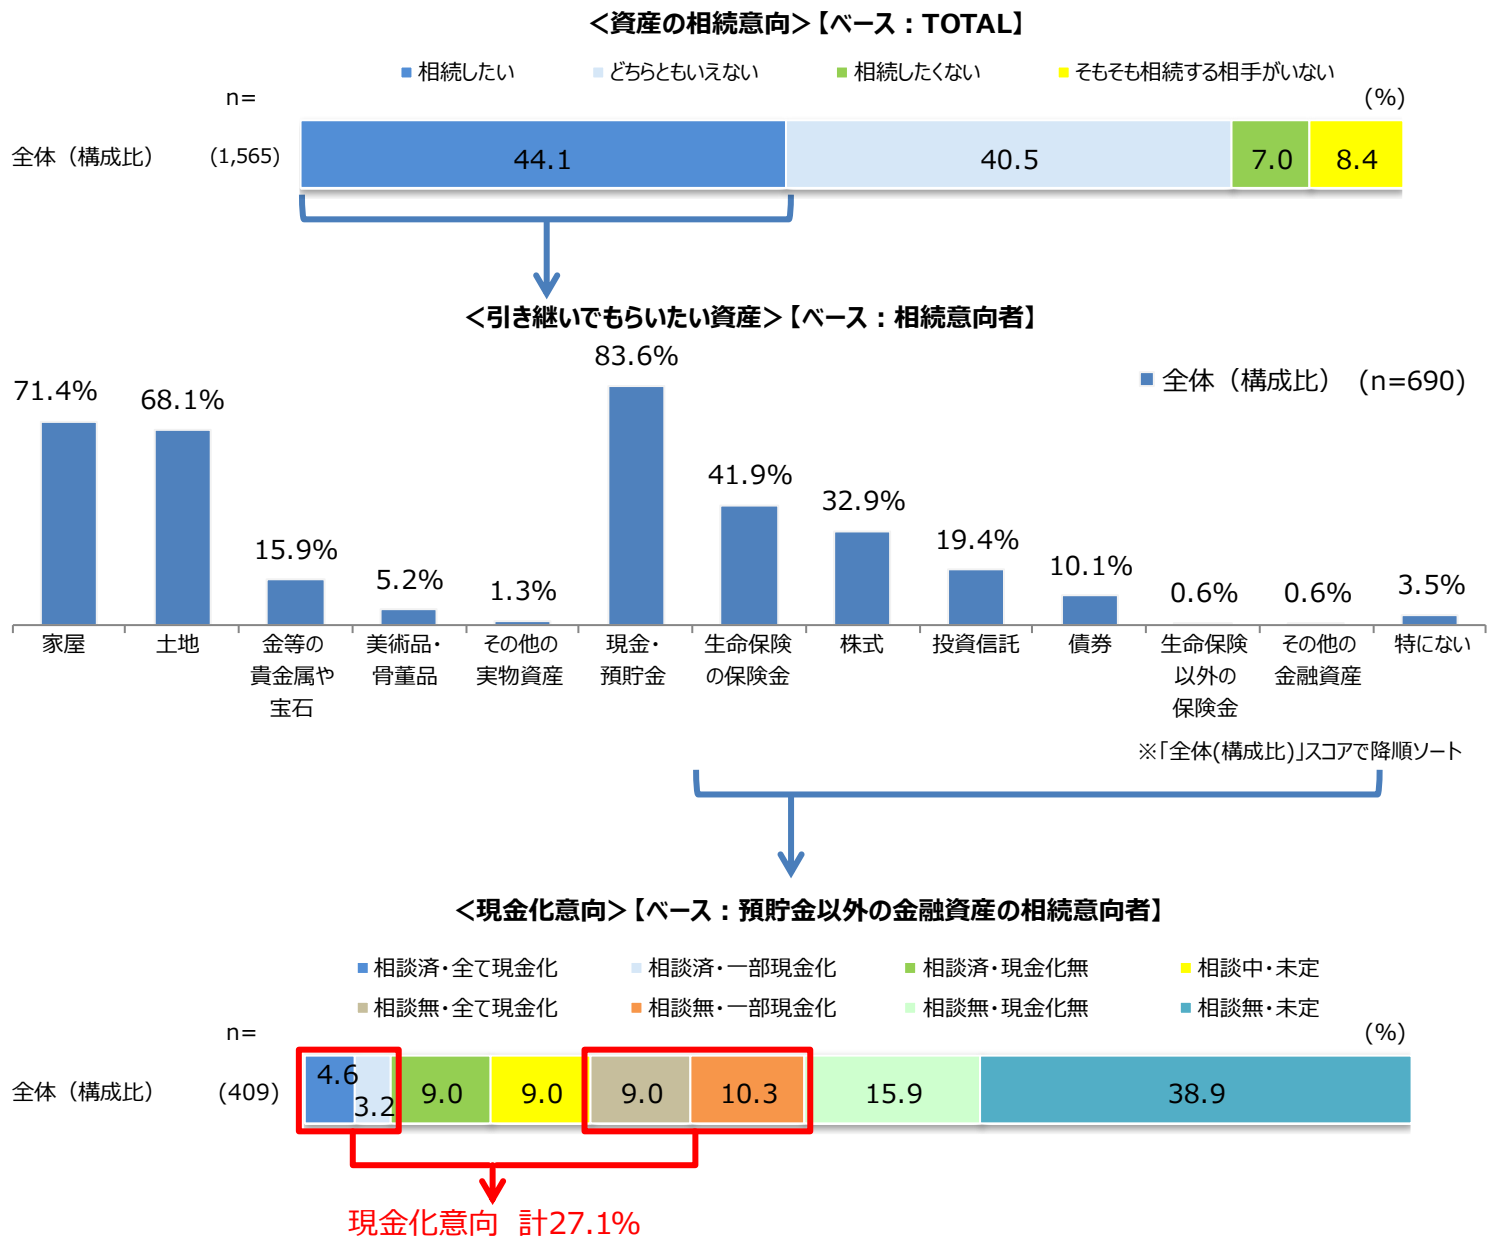 ＜資産の相続意向＞【ベース：TOTAL】
相続したい どちらともいえない 相続したくない そもそも相続する相手がいない
n= (%)
全体（構成比） (1,565) 44.1 40.5 7.0 8.4
＜引き継いでもらいたい資産＞【ベース：相続意向者】
全体（構成比） (n=690)
71.4% 68.1% 15.9% 5.2% 1.3% 83.6% 41.9% 32.9% 19.4% 10.1% 0.6% 0.6% 3.5%
家屋 土地 金等の 美術品・ その他の 現金・ 生命保険 株式 投資信託 債券 生命保険 その他の 特にない
貴金属や 骨董品 実物資産 預貯金 の保険金 以外の 金融資産
宝石 保険金
※「全体(構成比)」スコアで降順ソート
＜現金化意向＞【ベース：預貯金以外の金融資産の相続意向者】
相談済・全て現金化 相談済・一部現金化 相談済・現金化無 相談中・未定
相談無・全て現金化 相談無・一部現金化 相談無・現金化無 相談無・未定
n= (%)
全体（構成比） (409) 4.6 3.2 9.0 9.0 9.0 10.3 15.9 38.9
現金化意向 計27.1%